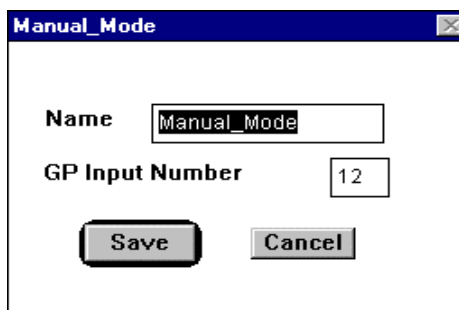 Manual_Mode
Name Manual_Mode
GP Input Number 12
Save Cancel